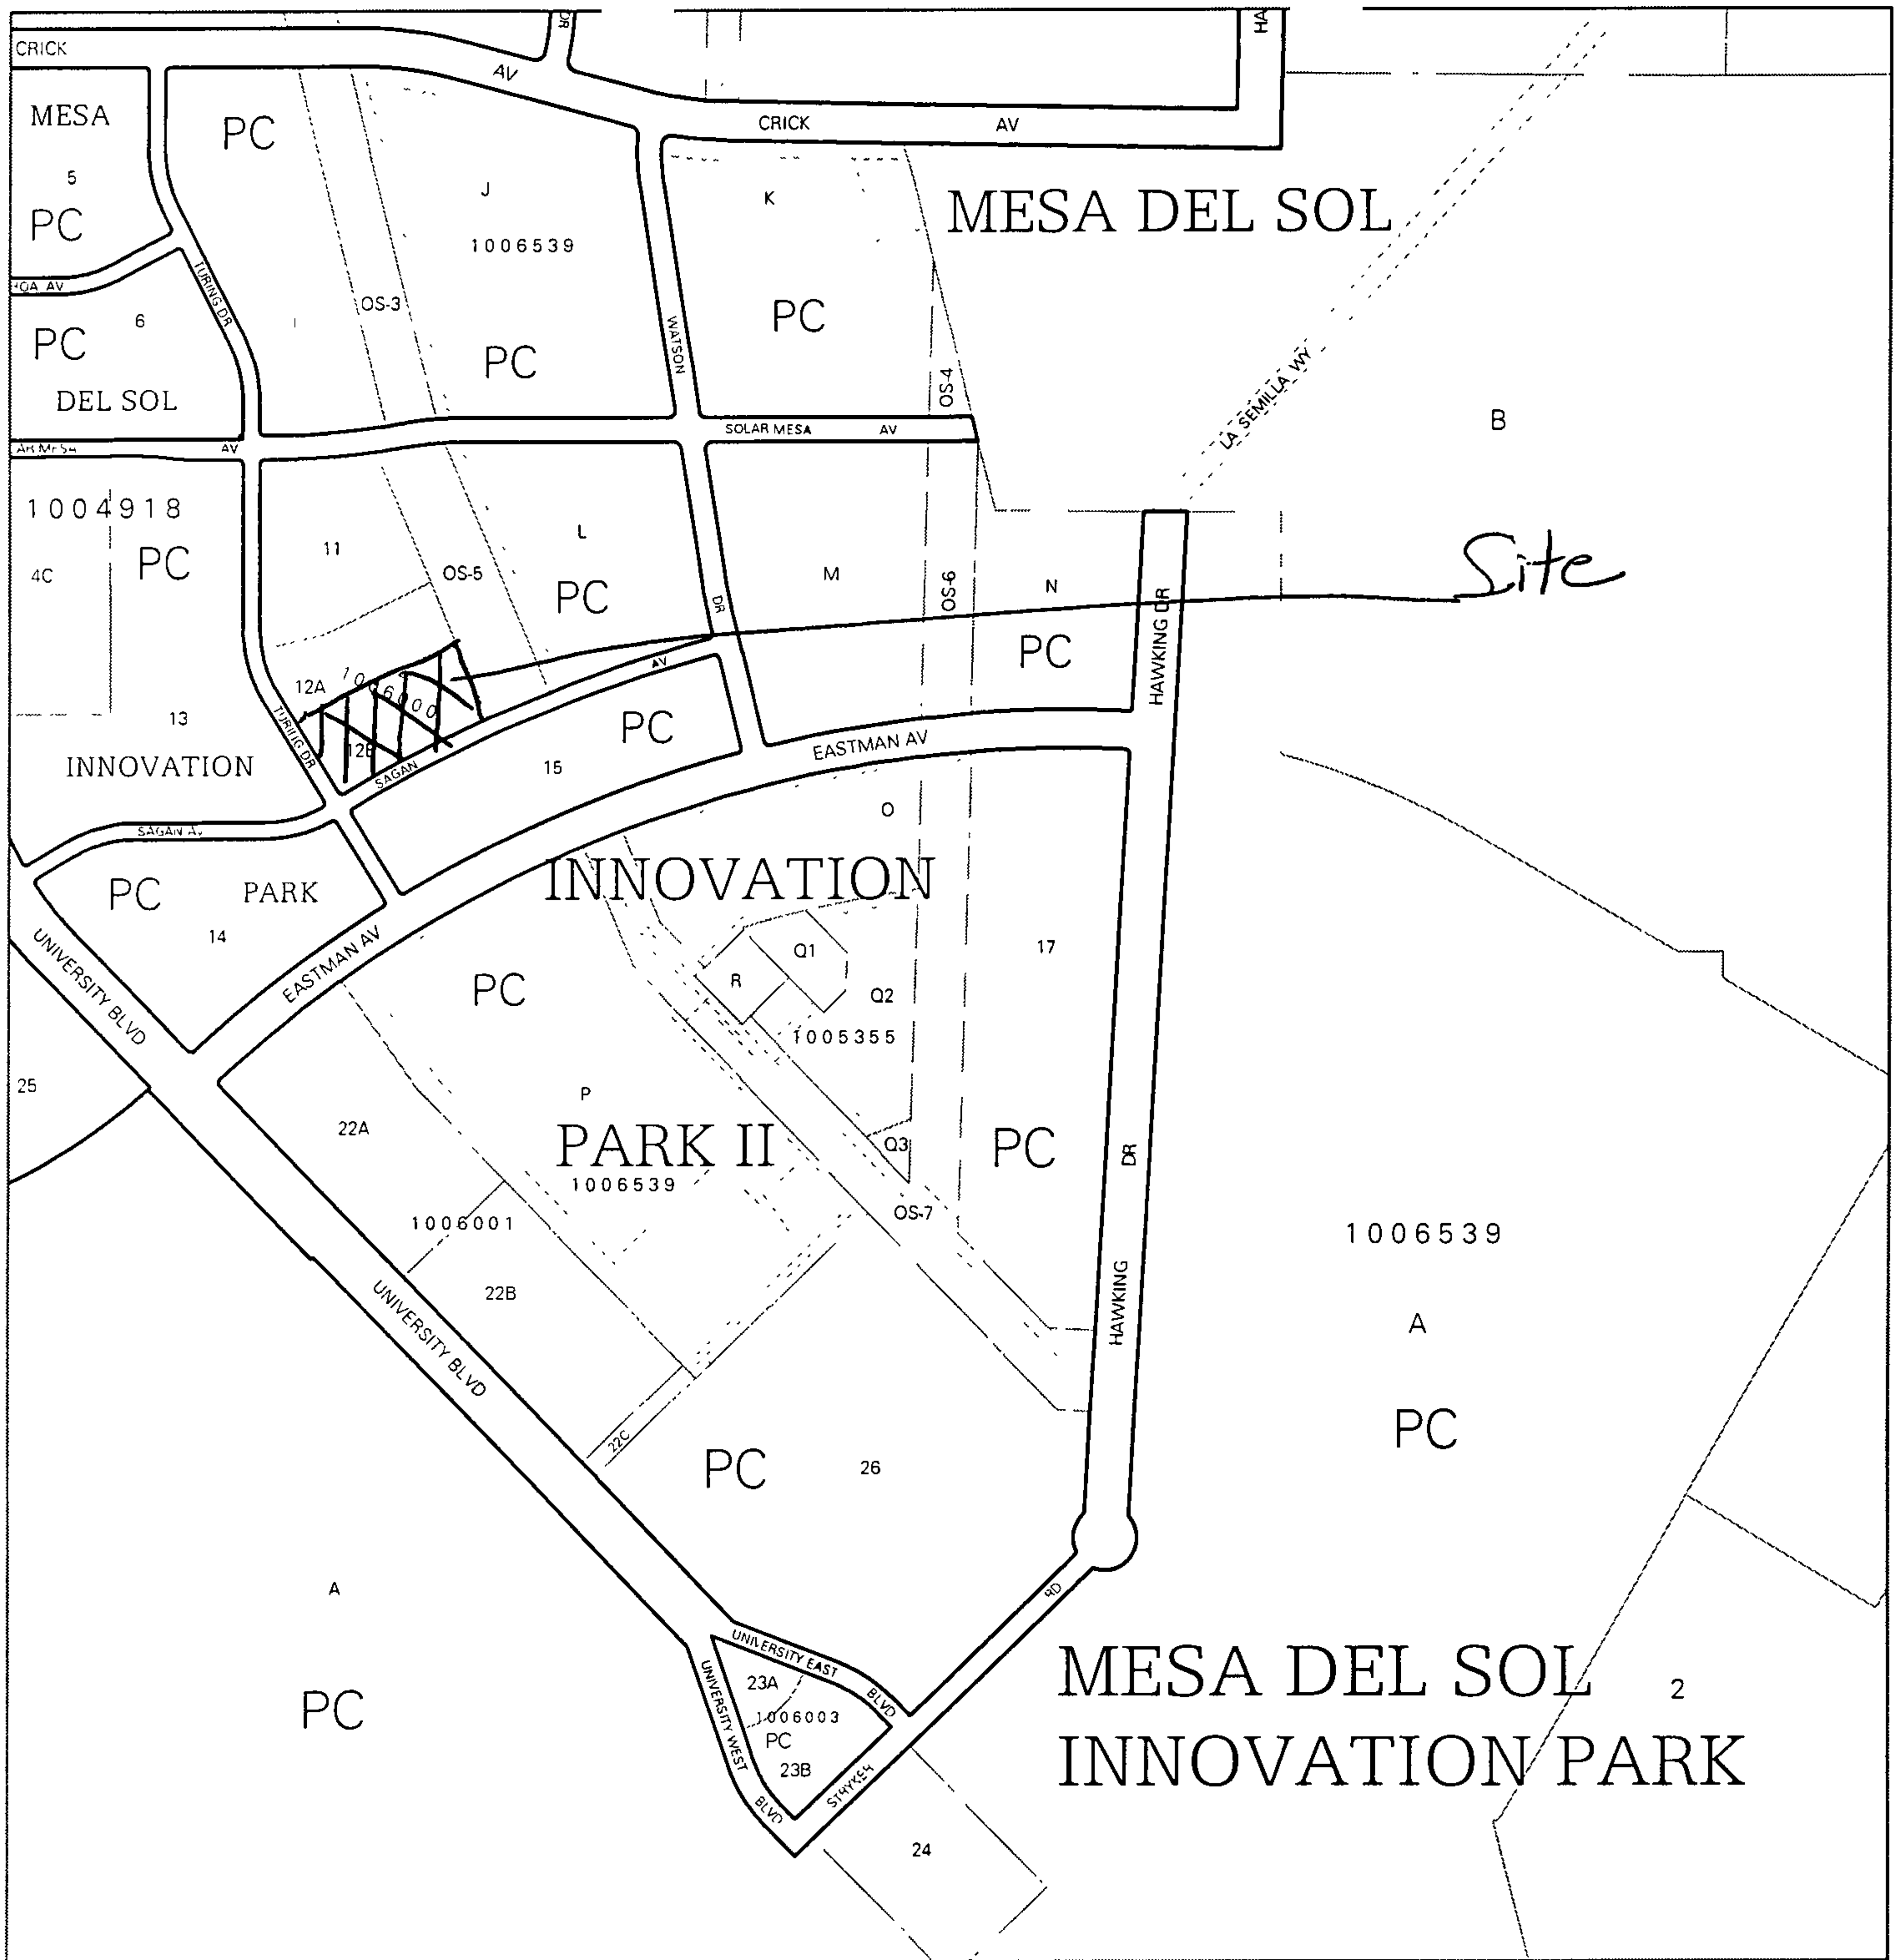 CRICK
AV
DR
HA
CRICK AV
MESA
5
PC
PC
J
1006539
K
MESA DEL SOL
TURING DR
OS-3
PC
6
DEL SOL
PC
WATSON
PC
OS-4
LA SEMILLA WY
B
AV
SOLAR MESA AV
1004918
4C
PC
11
OS-5
L
PC
M
OS-6
N
PC
Site
DR
HAWKING DR
12A
1006000
AV
13
TURING DR
SAGAN
15
PC
EASTMAN AV
INNOVATION
SAGAN AV
O
INNOVATION
PC
PARK
14
UNIVERSITY BLVD
EASTMAN AV
PC
R
Q1
Q2
1005355
17
25
22A
P
PARK II
1006539
Q3
PC
DR
OS-7
1006001
22B
UNIVERSITY BLVD
HAWKING
1006539
A
PC
22C
PC
26
A
PC
RD
UNIVERSITY EAST
BLVD
UNIVERSITY WEST
BLVD
23A
1006003
PC
23B
MESA DEL SOL
2
INNOVATION PARK
24